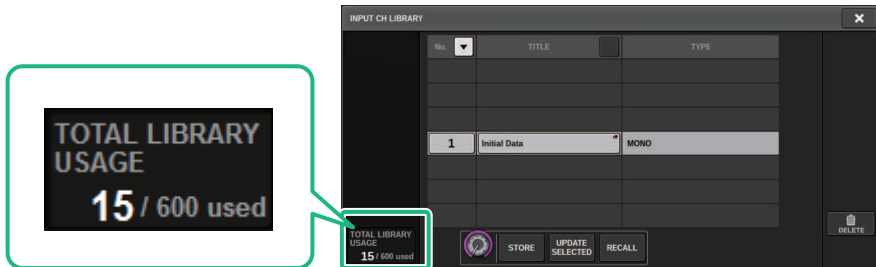 TOTAL LIBRARY
USAGE
15 / 600 used
INPUT CH LIBRARY
No. TITLE TYPE
1 Initial Data MONO
TOTAL LIBRARY
USAGE
15 / 600 used
STORE
UPDATE
SELECTED
RECALL
DELETE